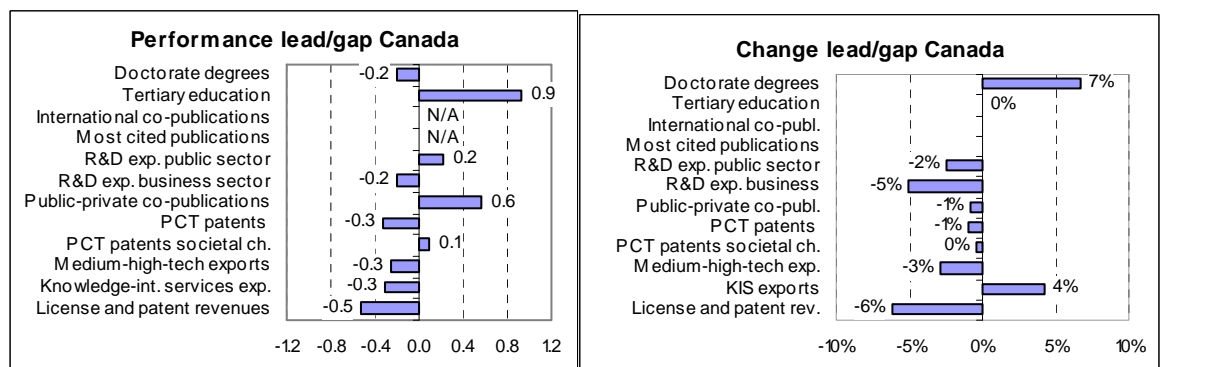 Performance lead/gap Canada
Doctorate degrees -0.2
Tertiary education 0.9
International co-publications N/A
Most cited publications N/A
R&D exp. public sector 0.2
R&D exp. business sector -0.2
Public-private co-publications 0.6
PCT patents -0.3
PCT patents societal ch. 0.1
Medium-high-tech exports -0.3
Knowledge-int. services exp. -0.3
License and patent revenues -0.5
-1.2 -0.8 -0.4 0.0 0.4 0.8 1.2
Change lead/gap Canada
Doctorate degrees 7%
Tertiary education 0%
International co-publ.
Most cited publications
R&D exp. public sector -2%
R&D exp. business -5%
Public-private co-publ. -1%
PCT patents -1%
PCT patents societal ch. 0%
Medium-high-tech exp. -3%
KIS exports 4%
License and patent rev. -6%
-10% -5% 0% 5% 10%